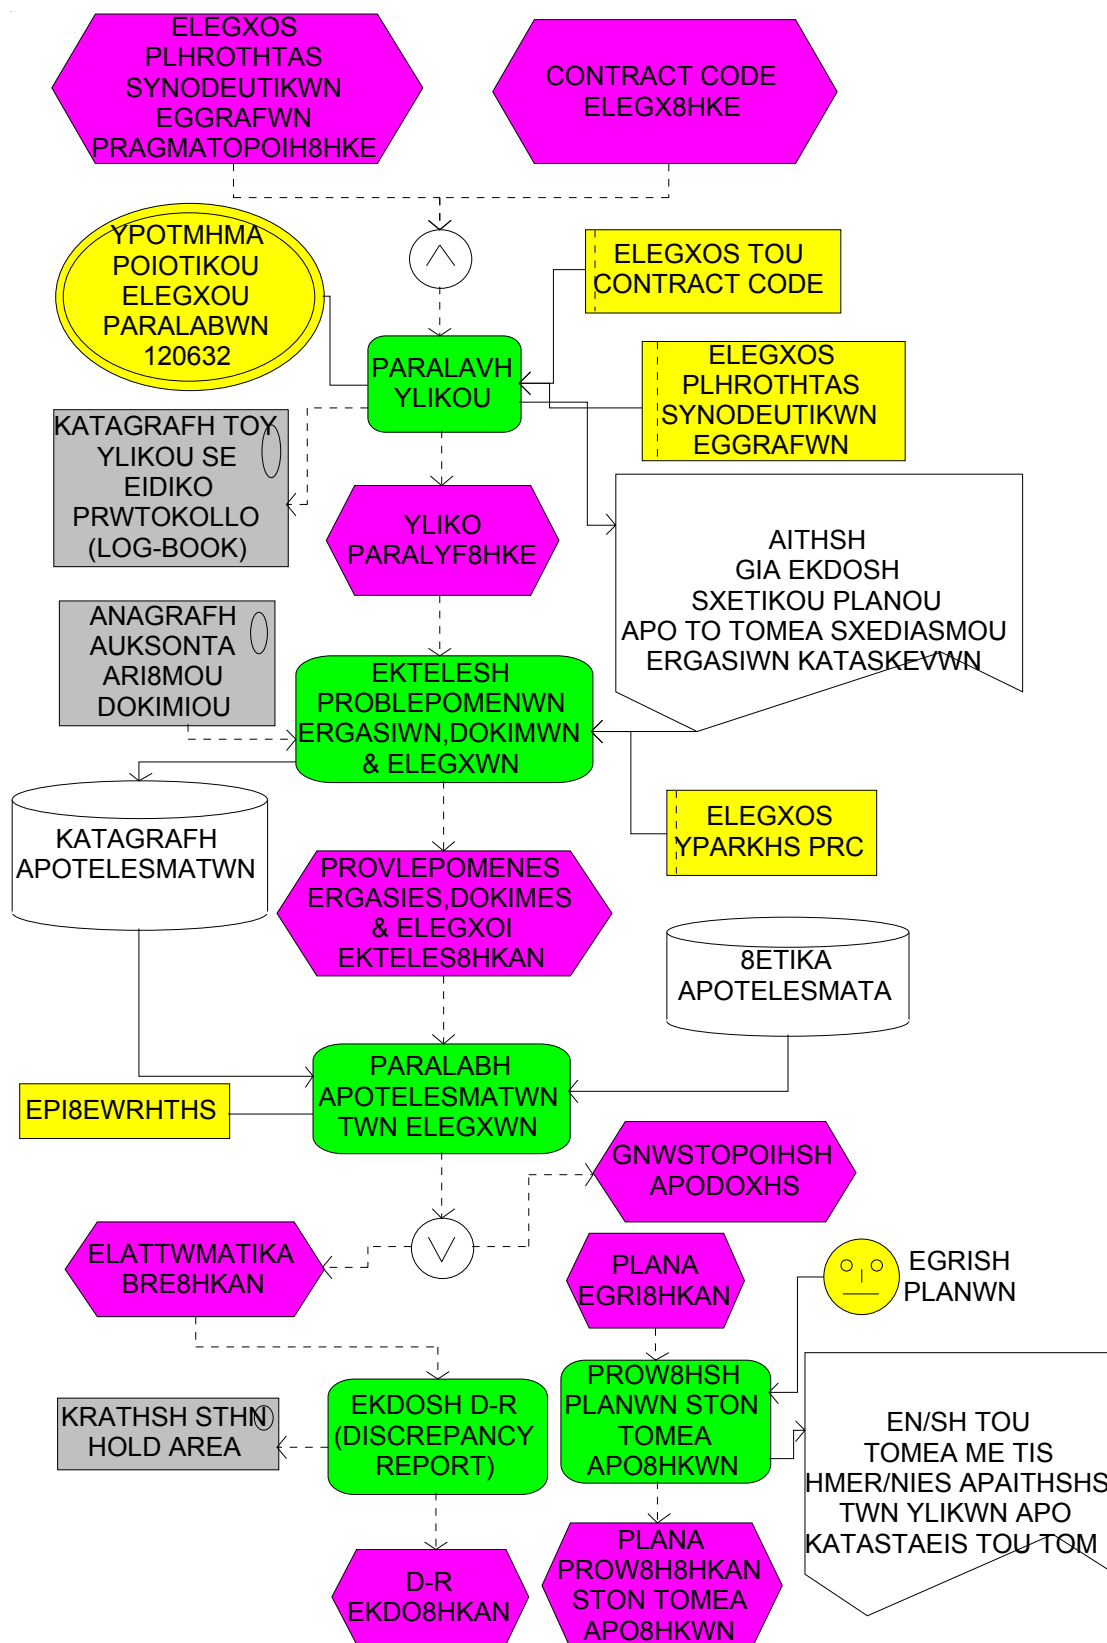 ELEGXOS
PLHROTHTAS
SYNODEUTIKWN
EGGRAFWN
PRAGMATOPOIH8HKE
CONTRACT CODE
ELEGX8HKE
YPOTMHMA
POIOTIKOU
ELEGXOU
PARALABWN
120632
ELEGXOS TOU
CONTRACT CODE
PARALAVH
YLIKOU
ELEGXOS
PLHROTHTAS
SYNODEUTIKWN
EGGRAFWN
KATAGRAFH TOY
YLIKOU SE
EIDIKO
PRWTOKOLLO
(LOG-BOOK)
YLIKO
PARALYF8HKE
AITHSH
GIA EKDOSH
SXETIKOU PLANOU
APO TO TOMEA SXEDIASMOU
ERGASIWN KATASKEVWN
ANAGRAFH
AUKSONTA
ARI8MOU
DOKIMIOU
EKTELESH
PROBLEPOMENWN
ERGASIWN,DOKIMWN
& ELEGXWN
KATAGRAFH
APOTELESMATWN
ELEGXOS
YPARKHS PRC
PROVLEPOMENES
ERGASIES,DOKIMES
& ELEGXOI
EKTELES8HKAN
8ETIKA
APOTELESMATA
PARALABH
APOTELESMATWN
TWN ELEGXWN
EPI8EWRHTHS
GNWSTOPOIHSH
APODOXHS
ELATTWMATIKA
BRE8HKAN
PLANA
EGRI8HKAN
EGRISH
PLANWN
KRATHSH STHN
HOLD AREA
EKDOSH D-R
(DISCREPANCY
REPORT)
PROW8HSH
PLANWN STON
TOMEA
APO8HKWN
EN/SH TOU
TOMEA ME TIS
HMER/NIES APAITHSHS
TWN YLIKWN APO
KATASTAEIS TOU TOM
D-R
EKDO8HKAN
PLANA
PROW8H8HKAN
STON TOMEA
APO8HKWN